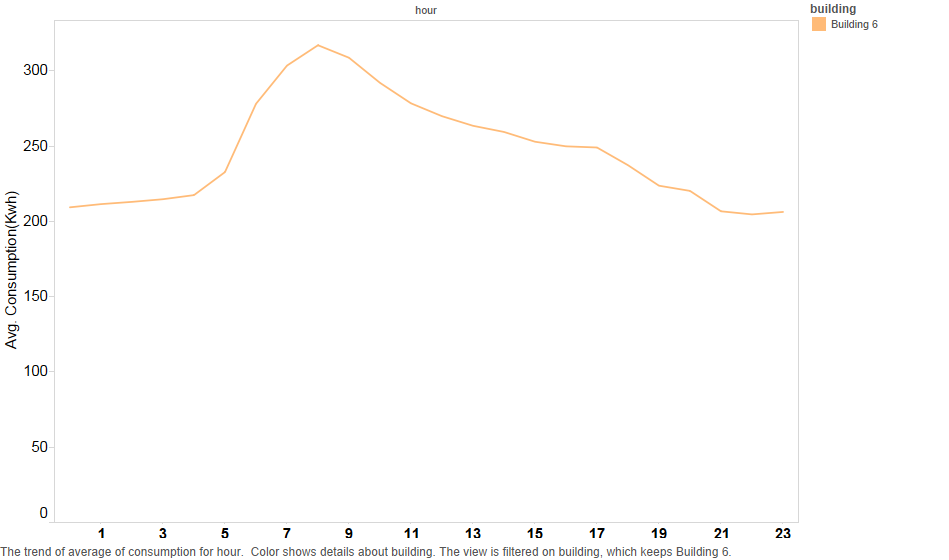 hour
building
Building 6
Avg. Consumption(Kwh)
300
250
200
150
100
50
0
1 3 5 7 9 11 13 15 17 19 21 23
The trend of average of consumption for hour.  Color shows details about building. The view is filtered on building, which keeps Building 6.